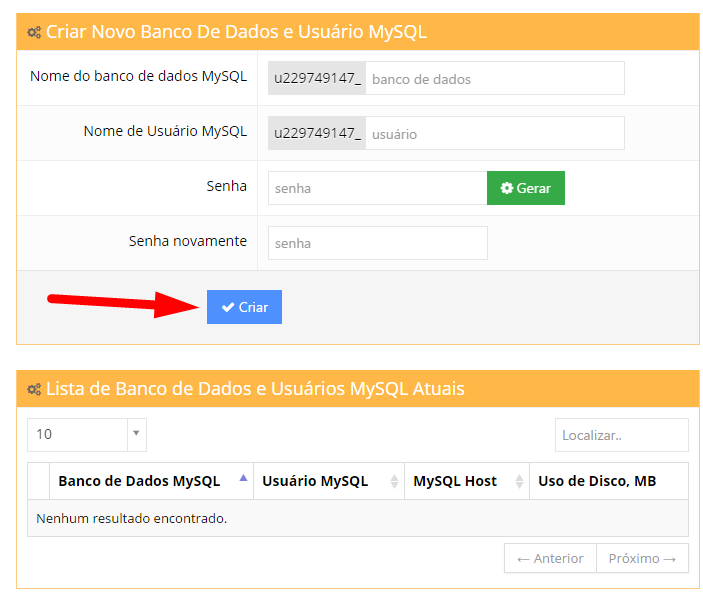 Criar Novo Banco De Dados e Usuário MySQL
Nome do banco de dados MySQL u229749147_ banco de dados
Nome de Usuário MySQL u229749147_ usuário
Senha senha Gerar
Senha novamente senha
Criar
Lista de Banco de Dados e Usuários MySQL Atuais
10 Localizar..
Banco de Dados MySQL Usuário MySQL MySQL Host Uso de Disco, MB
Nenhum resultado encontrado.
← Anterior Próximo →